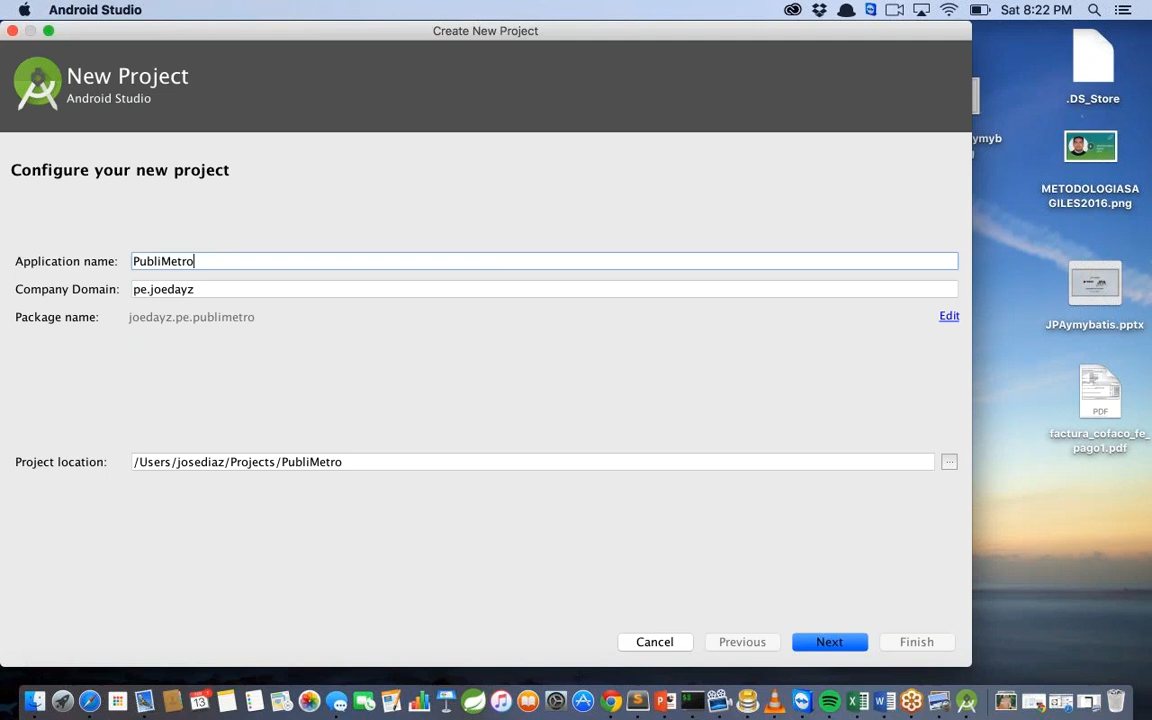 Android Studio
Sat 8:22 PM
Create New Project
New Project
Android Studio
Configure your new project
Application name: PubliMetro
Company Domain: pe.joedayz
Package name: joedayz.pe.publimetro Edit
Project location: /Users/josediaz/Projects/PubliMetro ...
Cancel Previous Next Finish
.DS_Store
ymyb
METODOLOGIASA
GILES2016.png
JPAymybatis.pptx
PDF
factura_cofaco_fe_
pago1.pdf
13